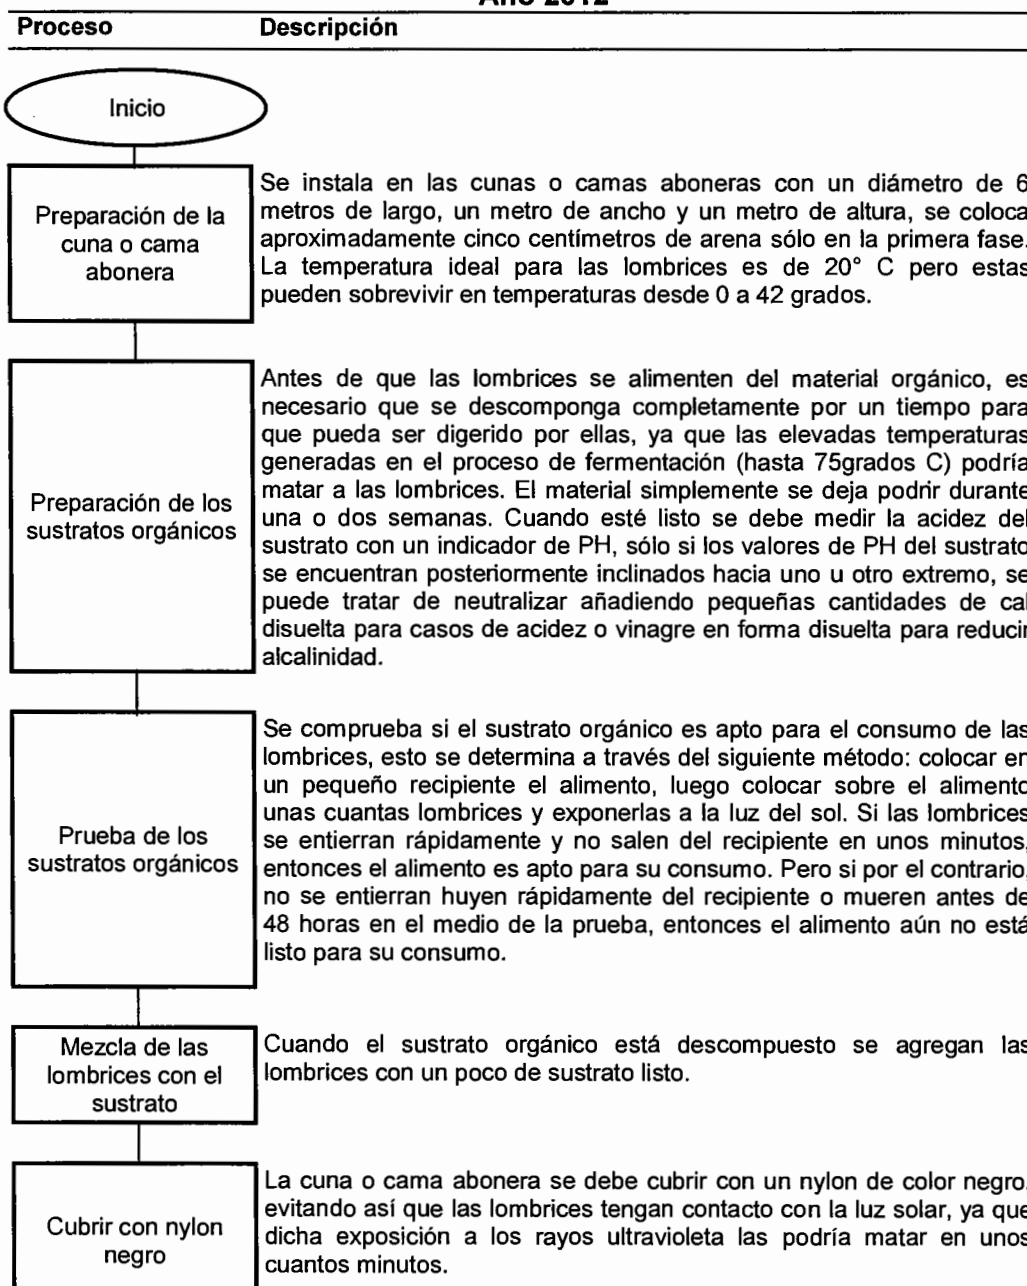 Año 2012
Proceso Descripción
Inicio
Preparación de la
cuna o cama
abonera
Se instala en las cunas o camas aboneras con un diámetro de 6
metros de largo, un metro de ancho y un metro de altura, se coloca
aproximadamente cinco centímetros de arena sólo en la primera fase.
La temperatura ideal para las lombrices es de 20° C pero estas
pueden sobrevivir en temperaturas desde 0 a 42 grados.
Preparación de los
sustratos orgánicos
Antes de que las lombrices se alimenten del material orgánico, es
necesario que se descomponga completamente por un tiempo para
que pueda ser digerido por ellas, ya que las elevadas temperaturas
generadas en el proceso de fermentación (hasta 75grados C) podría
matar a las lombrices. El material simplemente se deja podrir durante
una o dos semanas. Cuando esté listo se debe medir la acidez del
sustrato con un indicador de PH, sólo si los valores de PH del sustrato
se encuentran posteriormente inclinados hacia uno u otro extremo, se
puede tratar de neutralizar añadiendo pequeñas cantidades de cal
disuelta para casos de acidez o vinagre en forma disuelta para reducir
alcalinidad.
Prueba de los
sustratos orgánicos
Se comprueba si el sustrato orgánico es apto para el consumo de las
lombrices, esto se determina a través del siguiente método: colocar en
un pequeño recipiente el alimento, luego colocar sobre el alimento
unas cuantas lombrices y exponerlas a la luz del sol. Si las lombrices
se entierran rápidamente y no salen del recipiente en unos minutos,
entonces el alimento es apto para su consumo. Pero si por el contrario,
no se entierran huyen rápidamente del recipiente o mueren antes de
48 horas en el medio de la prueba, entonces el alimento aún no está
listo para su consumo.
Mezcla de las
lombrices con el
sustrato
Cuando el sustrato orgánico está descompuesto se agregan las
lombrices con un poco de sustrato listo.
Cubrir con nylon
negro
La cuna o cama abonera se debe cubrir con un nylon de color negro,
evitando así que las lombrices tengan contacto con la luz solar, ya que
dicha exposición a los rayos ultravioleta las podría matar en unos
cuantos minutos.